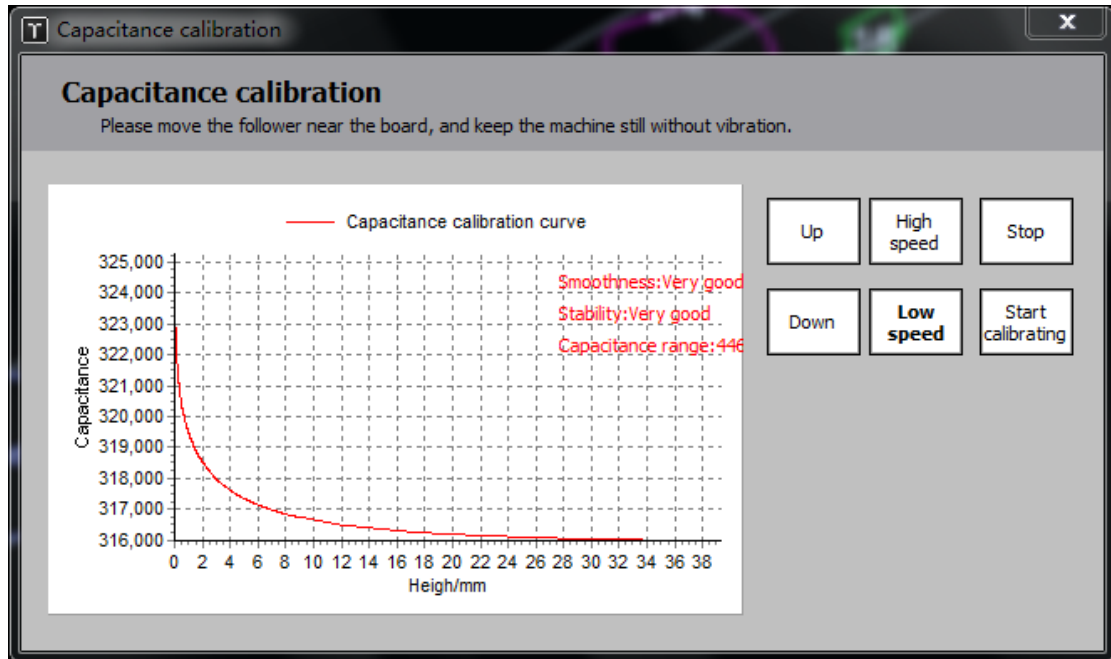 Capacitance calibration
X
Capacitance calibration
Please move the follower near the board, and keep the machine still without vibration.
Capacitance calibration curve
Smoothness:Very good
Stability:Very good
Capacitance range:446
Capacitance
325,000
324,000
323,000
322,000
321,000
320,000
319,000
318,000
317,000
316,000
0 2 4 6 8 10 12 14 16 18 20 22 24 26 28 30 32 34 36 38
Heigh/mm
Up
High
speed
Stop
Down
Low
speed
Start
calibrating